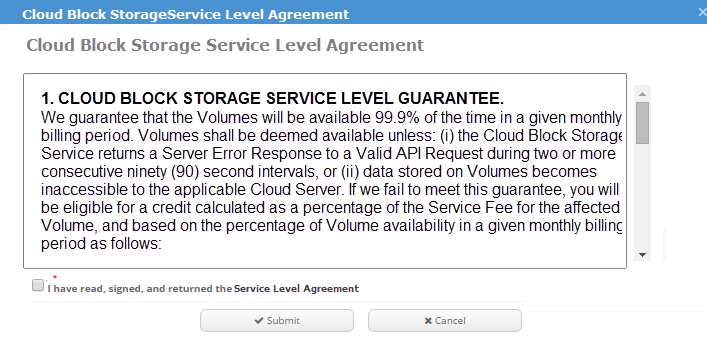 Cloud Block StorageService Level Agreement
Cloud Block Storage Service Level Agreement
1. CLOUD BLOCK STORAGE SERVICE LEVEL GUARANTEE.
We guarantee that the Volumes will be available 99.9% of the time in a given monthly
billing period. Volumes shall be deemed available unless: (i) the Cloud Block Storage
Service returns a Server Error Response to a Valid API Request during two or more
consecutive ninety (90) second intervals, or (ii) data stored on Volumes becomes
inaccessible to the applicable Cloud Server. If we fail to meet this guarantee, you will
be eligible for a credit calculated as a percentage of the Service Fee for the affected
Volume, and based on the percentage of Volume availability in a given monthly billing
period as follows:
* I have read, signed, and returned the Service Level Agreement
Submit
Cancel